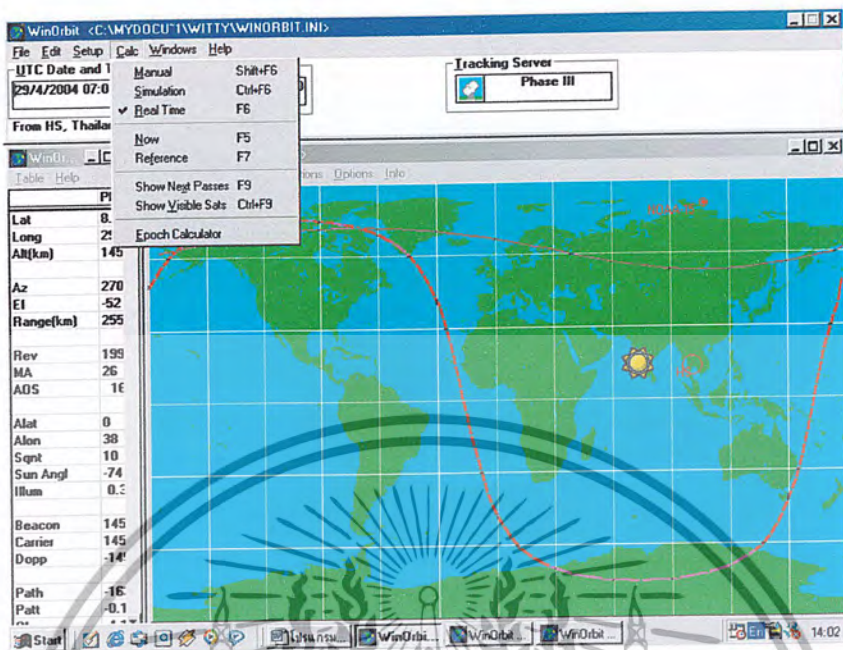 WinOrbit <C:\MYDOCU~1\WITTY\WINORBIT.INI>
File Edit Setup Calc Windows Help
UTC Date and T
29/4/2004 07:0
From HS, Thaila
Manual Shift+F6
Simulation Ctrl+F6
Real Time F6
Now F5
Reference F7
Show Next Passes F9
Show Visible Sats Ctrl+F9
Epoch Calculator
Tracking Server
Phase III
WinOr...
Table Help
ions Options Info
Lat 8.
Long
Alt(km) 145
Az 270
El -52
Range(km) 255
Rev 199
MA 26
AOS 16
Alat 0
Alon 38
Sqnt 10
Sun Angl -74
Illum
Beacon 145
Carrier 145
Dopp
Path
Patt -0.1
Start
WinOrbi...
WinOrbit ...
WinOrbit ...
En
14:02